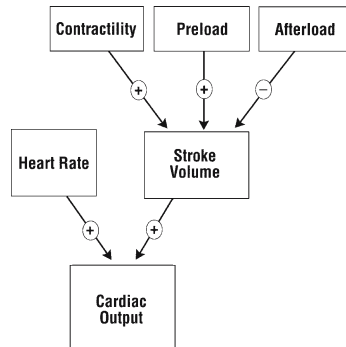 Contractility
Preload
Afterload
+
+
−
Heart Rate
Stroke
Volume
+
+
Cardiac
Output